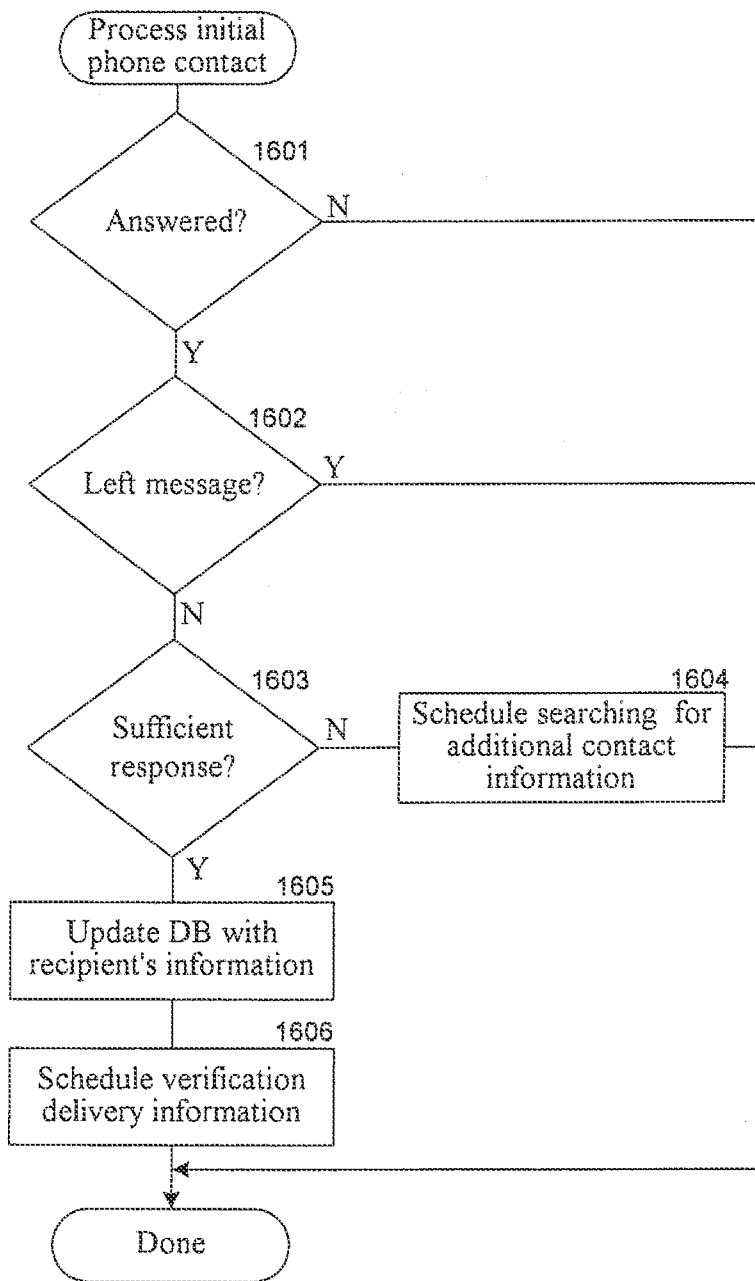 Process initial
phone contact
1601
Answered?
N
Y
1602
Left message?
Y
N
1603
Sufficient
response?
N
1604
Schedule searching for
additional contact
information
Y
1605
Update DB with
recipient's information
1606
Schedule verification
delivery information
Done